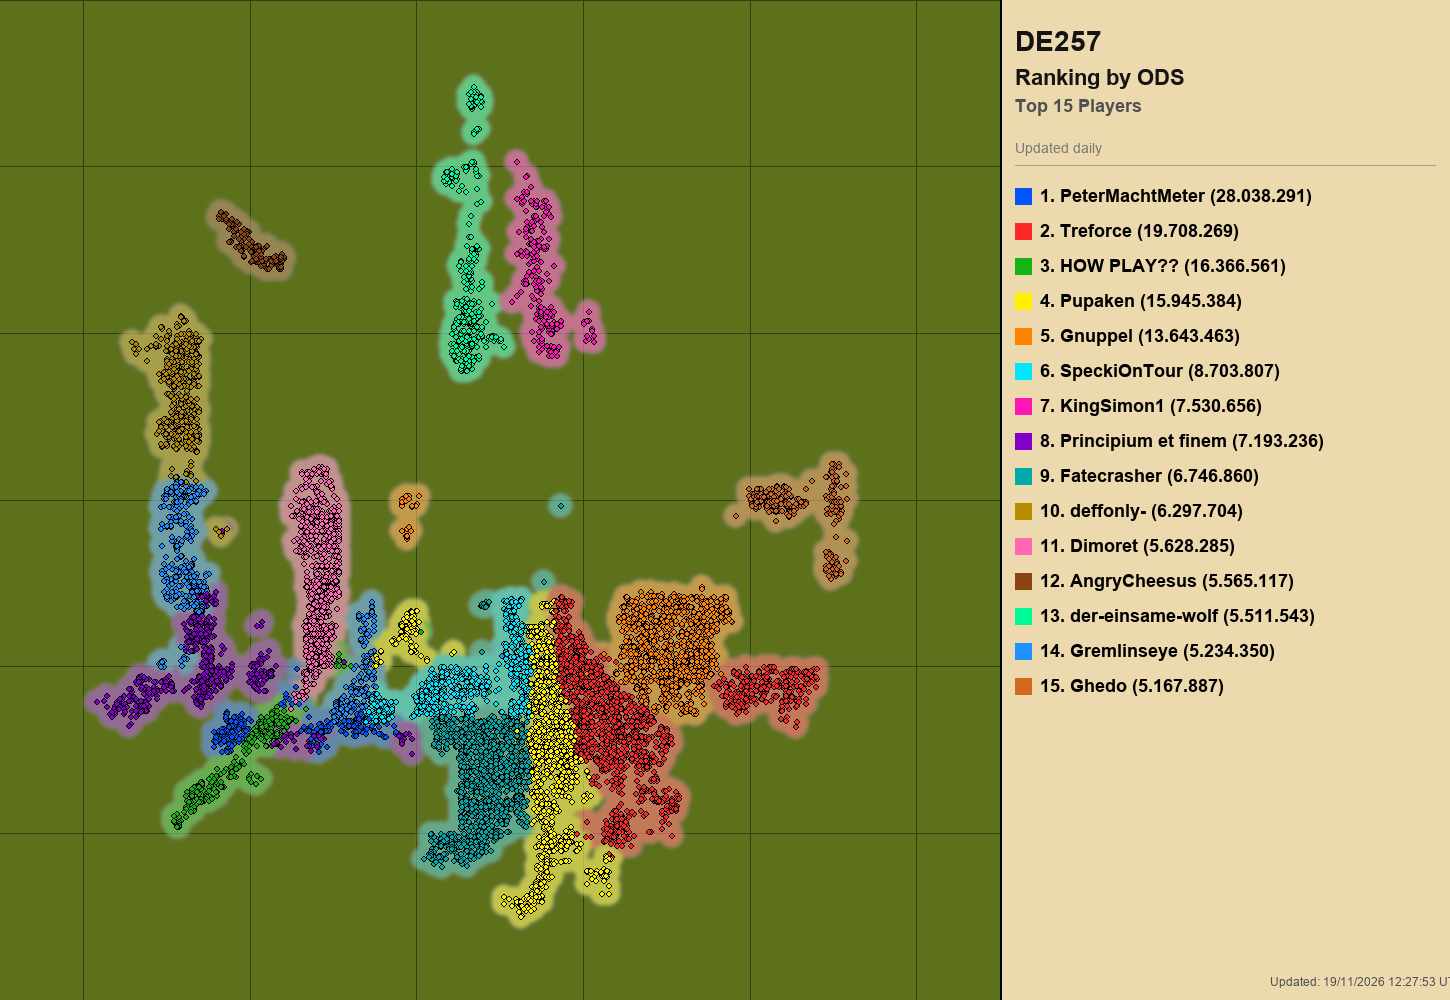 DE257
Ranking by ODS
Top 15 Players
Updated daily
1. PeterMachtMeter (28.038.291)
2. Treforce (19.708.269)
3. HOW PLAY?? (16.366.561)
4. Pupaken (15.945.384)
5. Gnuppel (13.643.463)
6. SpeckiOnTour (8.703.807)
7. KingSimon1 (7.530.656)
8. Principium et finem (7.193.236)
9. Fatecrasher (6.746.860)
10. deffonly- (6.297.704)
11. Dimoret (5.628.285)
12. AngryCheesus (5.565.117)
13. der-einsame-wolf (5.511.543)
14. Gremlinseye (5.234.350)
15. Ghedo (5.167.887)
Updated: 19/11/2026 12:27:53